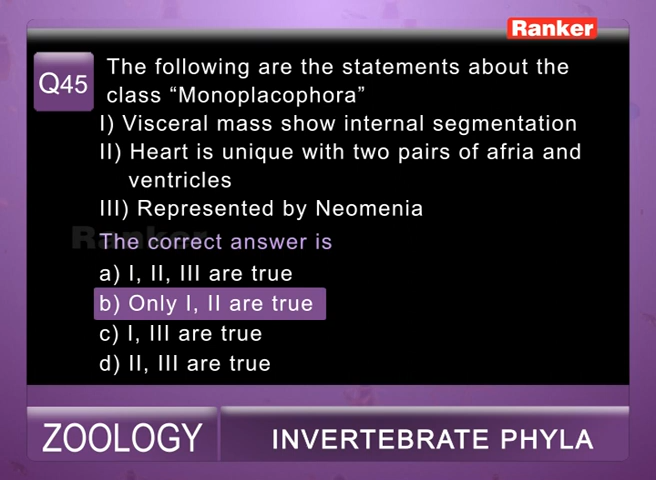 Ranker
Q45
The following are the statements about the
class “Monoplacophora”
I) Visceral mass show internal segmentation
II) Heart is unique with two pairs of afria and
ventricles
III) Represented by Neomenia
Ranker
The correct answer is
a) I, II, III are true
b) Only I, II are true
c) I, III are true
d) II, III are true
ZOOLOGY
INVERTEBRATE PHYLA